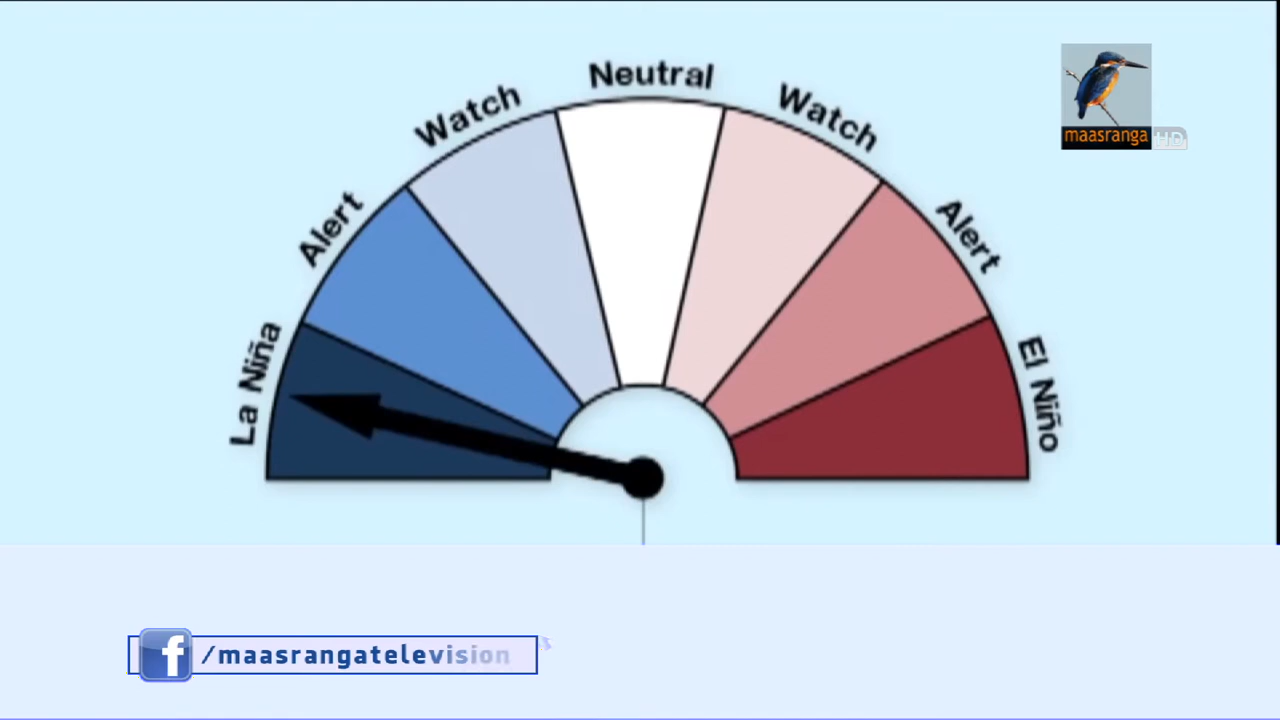 Neutral
Watch
Watch
Alert
Alert
La Niña
El Niño
maasranga
HD
/maasrangatelevision